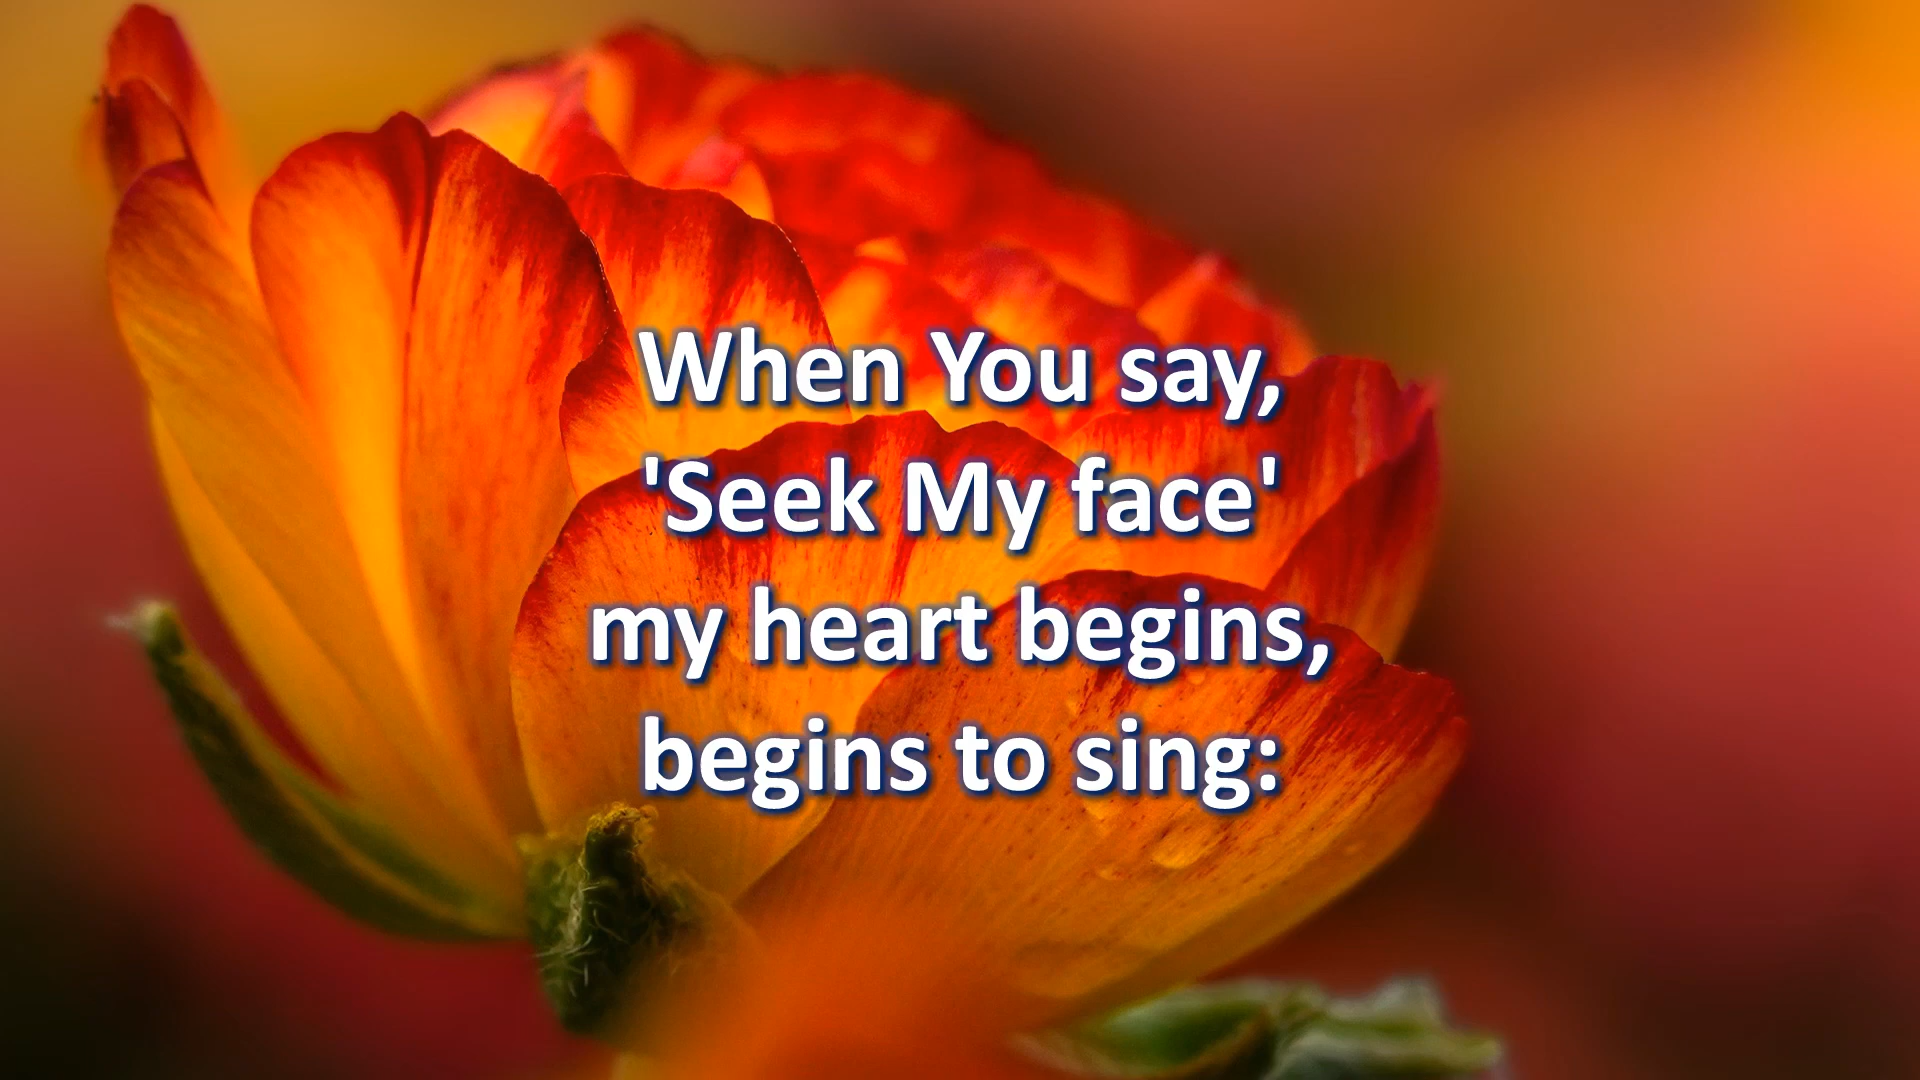 When You say,
'Seek My face'
my heart begins,
begins to sing: